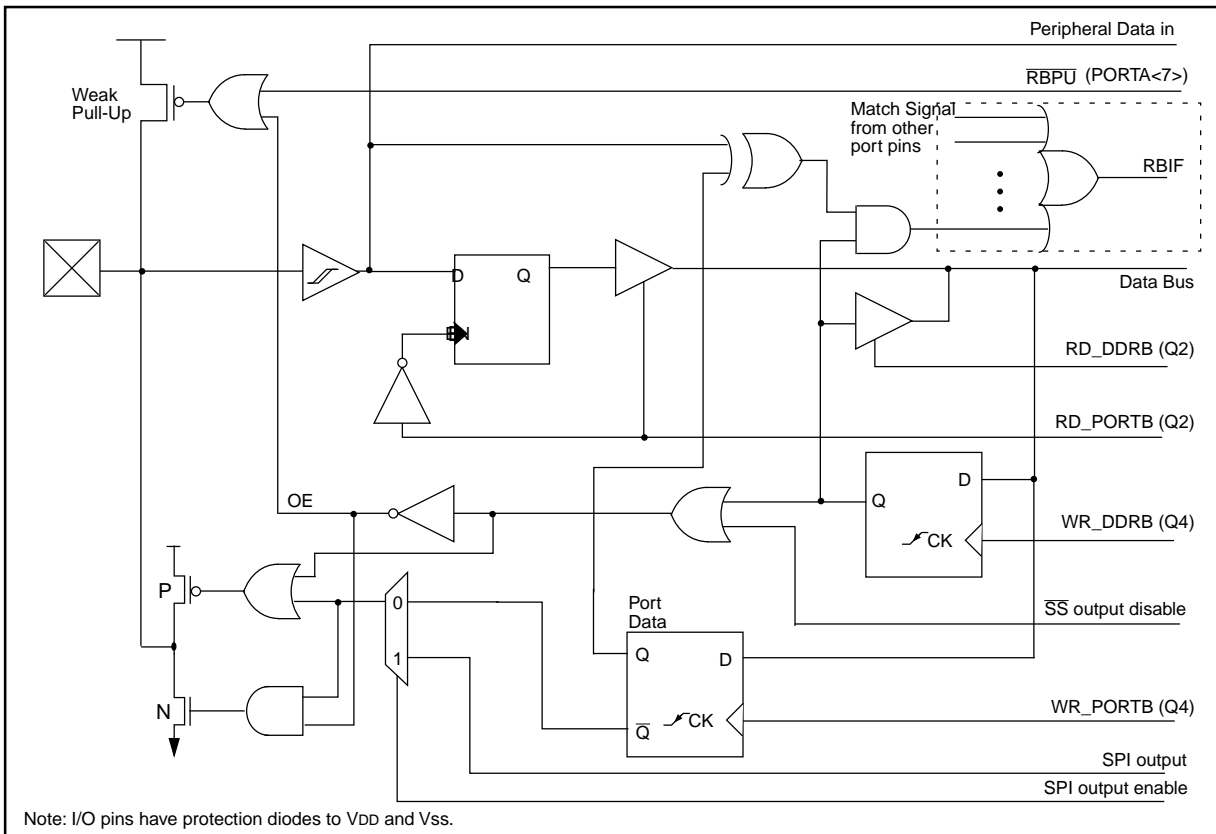 Peripheral Data in
RBPU (PORTA<7>)
Weak
Pull-Up
Match Signal
from other
port pins
RBIF
D
Q
Data Bus
RD_DDRB (Q2)
RD_PORTB (Q2)
OE
Q
D
CK
WR_DDRB (Q4)
P
0
1
Port
Data
SS output disable
Q
D
N
Q
CK
WR_PORTB (Q4)
SPI output
SPI output enable
Note: I/O pins have protection diodes to VDD and Vss.